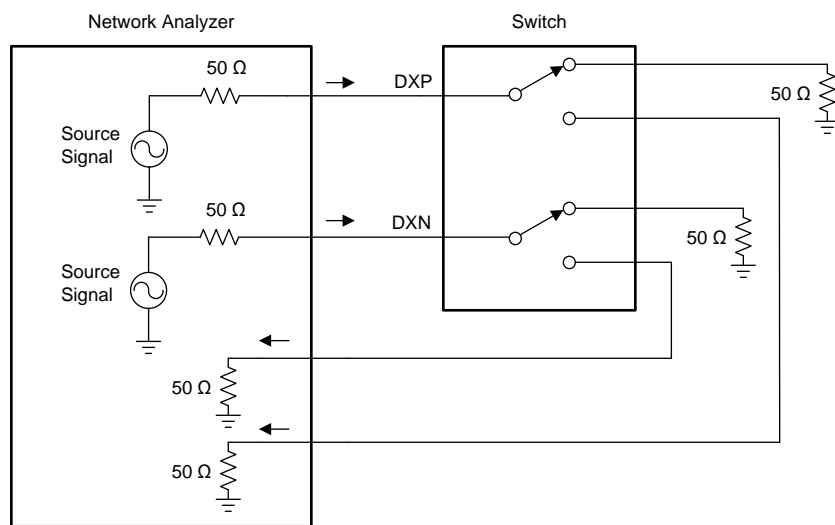 Network Analyzer
Switch
50 Ω
DXP
50 Ω
Source
Signal
50 Ω
DXN
50 Ω
Source
Signal
50 Ω
50 Ω